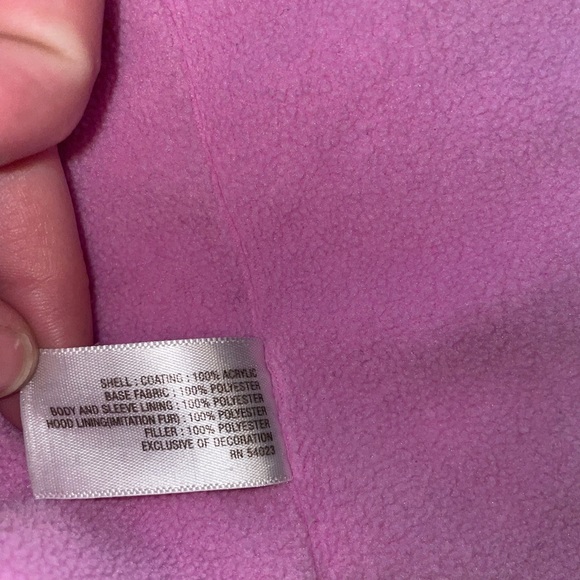 SHELL : COATING : 100% ACRYLIC
BASE FABRIC : 100% POLYESTER
BODY AND SLEEVE LINING : 100% POLYESTER
HOOD LINING(IMITATION FUR) : 100% POLYESTER
FILLER : 100% POLYESTER
EXCLUSIVE OF DECORATION
RN 54023